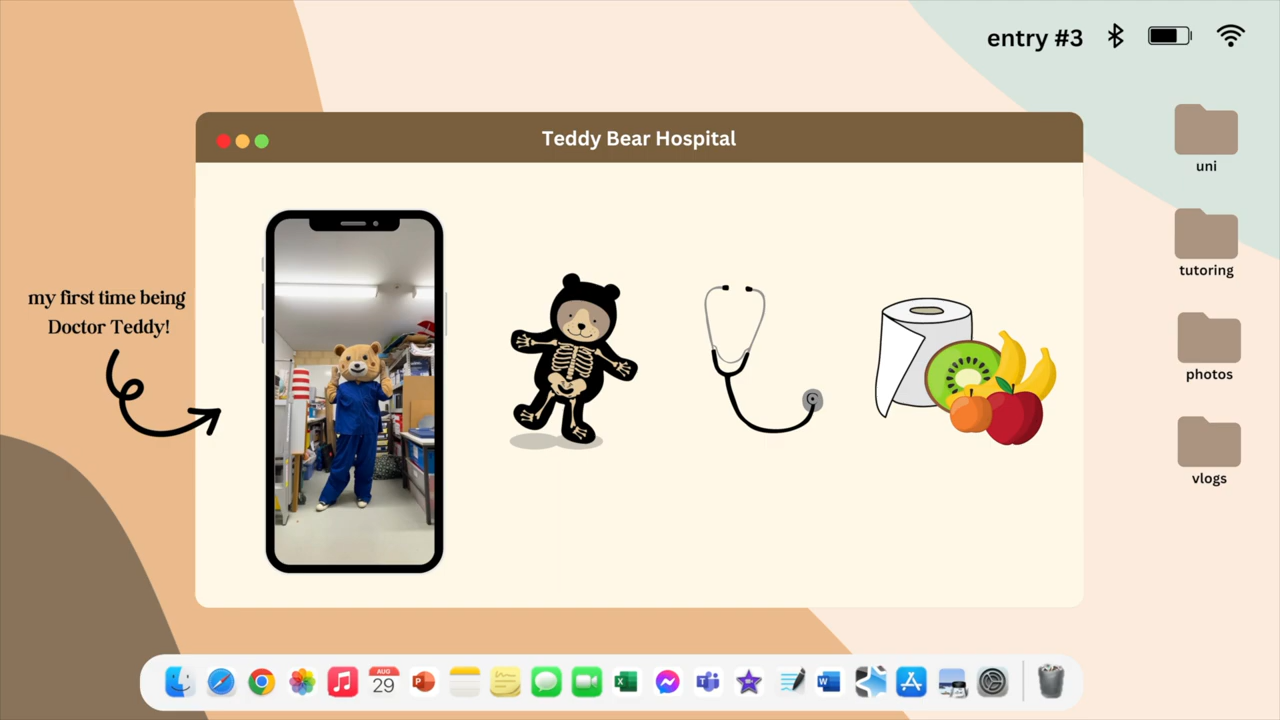 entry #3
Teddy Bear Hospital
uni
tutoring
my first time being
Doctor Teddy!
photos
vlogs
AUG
29
P
X
W